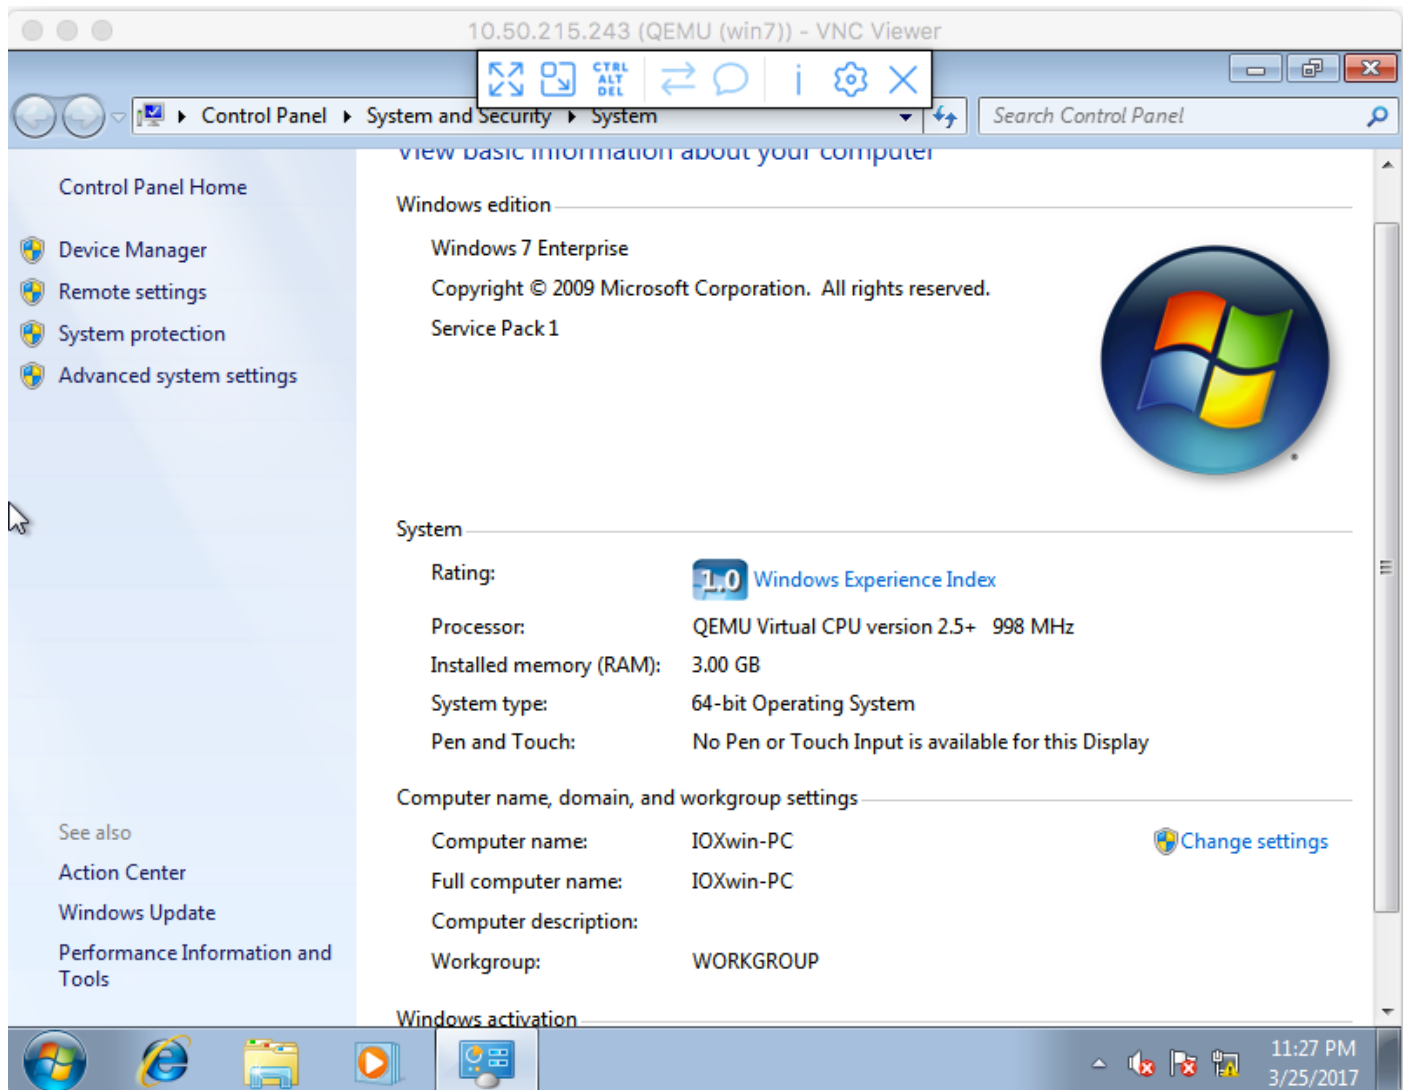 10.50.215.243 (QEMU (win7)) - VNC Viewer
CTRL
ALT
DEL
Control Panel
System and Security
System
Search Control Panel
Control Panel Home
Device Manager
Remote settings
System protection
Advanced system settings
See also
Action Center
Windows Update
Performance Information and
Tools
View basic information about your computer
Windows edition
Windows 7 Enterprise
Copyright © 2009 Microsoft Corporation.  All rights reserved.
Service Pack 1
System
Rating:
1.0 Windows Experience Index
Processor: QEMU Virtual CPU version 2.5+   998 MHz
Installed memory (RAM): 3.00 GB
System type: 64-bit Operating System
Pen and Touch: No Pen or Touch Input is available for this Display
Computer name, domain, and workgroup settings
Computer name: IOXwin-PC
Change settings
Full computer name: IOXwin-PC
Computer description:
Workgroup: WORKGROUP
Windows activation
11:27 PM
3/25/2017